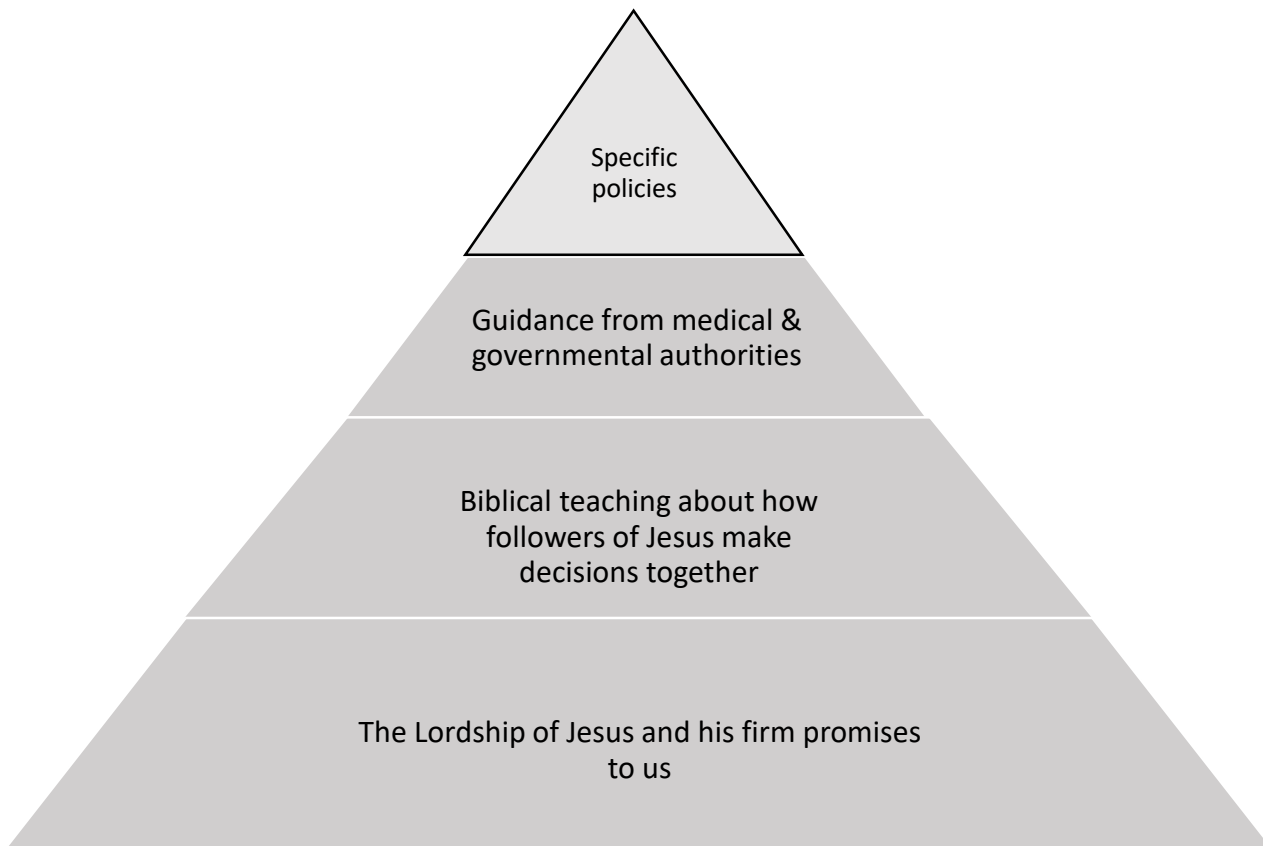 Specific
policies
Guidance from medical &
governmental authorities
Biblical teaching about how
followers of Jesus make
decisions together
The Lordship of Jesus and his firm promises
to us